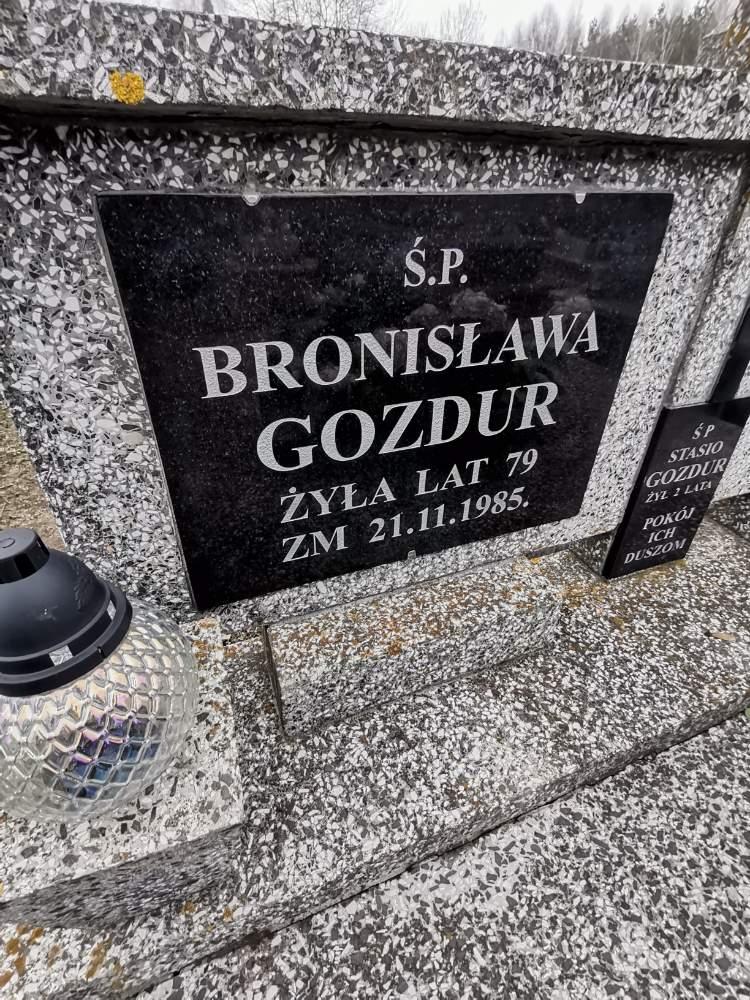 Ś.P.
BRONISŁAWA
GOZDUR
ŻYŁA LAT 79
ZM 21.11.1985.
Ś P
STASIO
GOZDUR
ŻYŁ 2 LATA
POKÓJ
ICH
DUSZOM